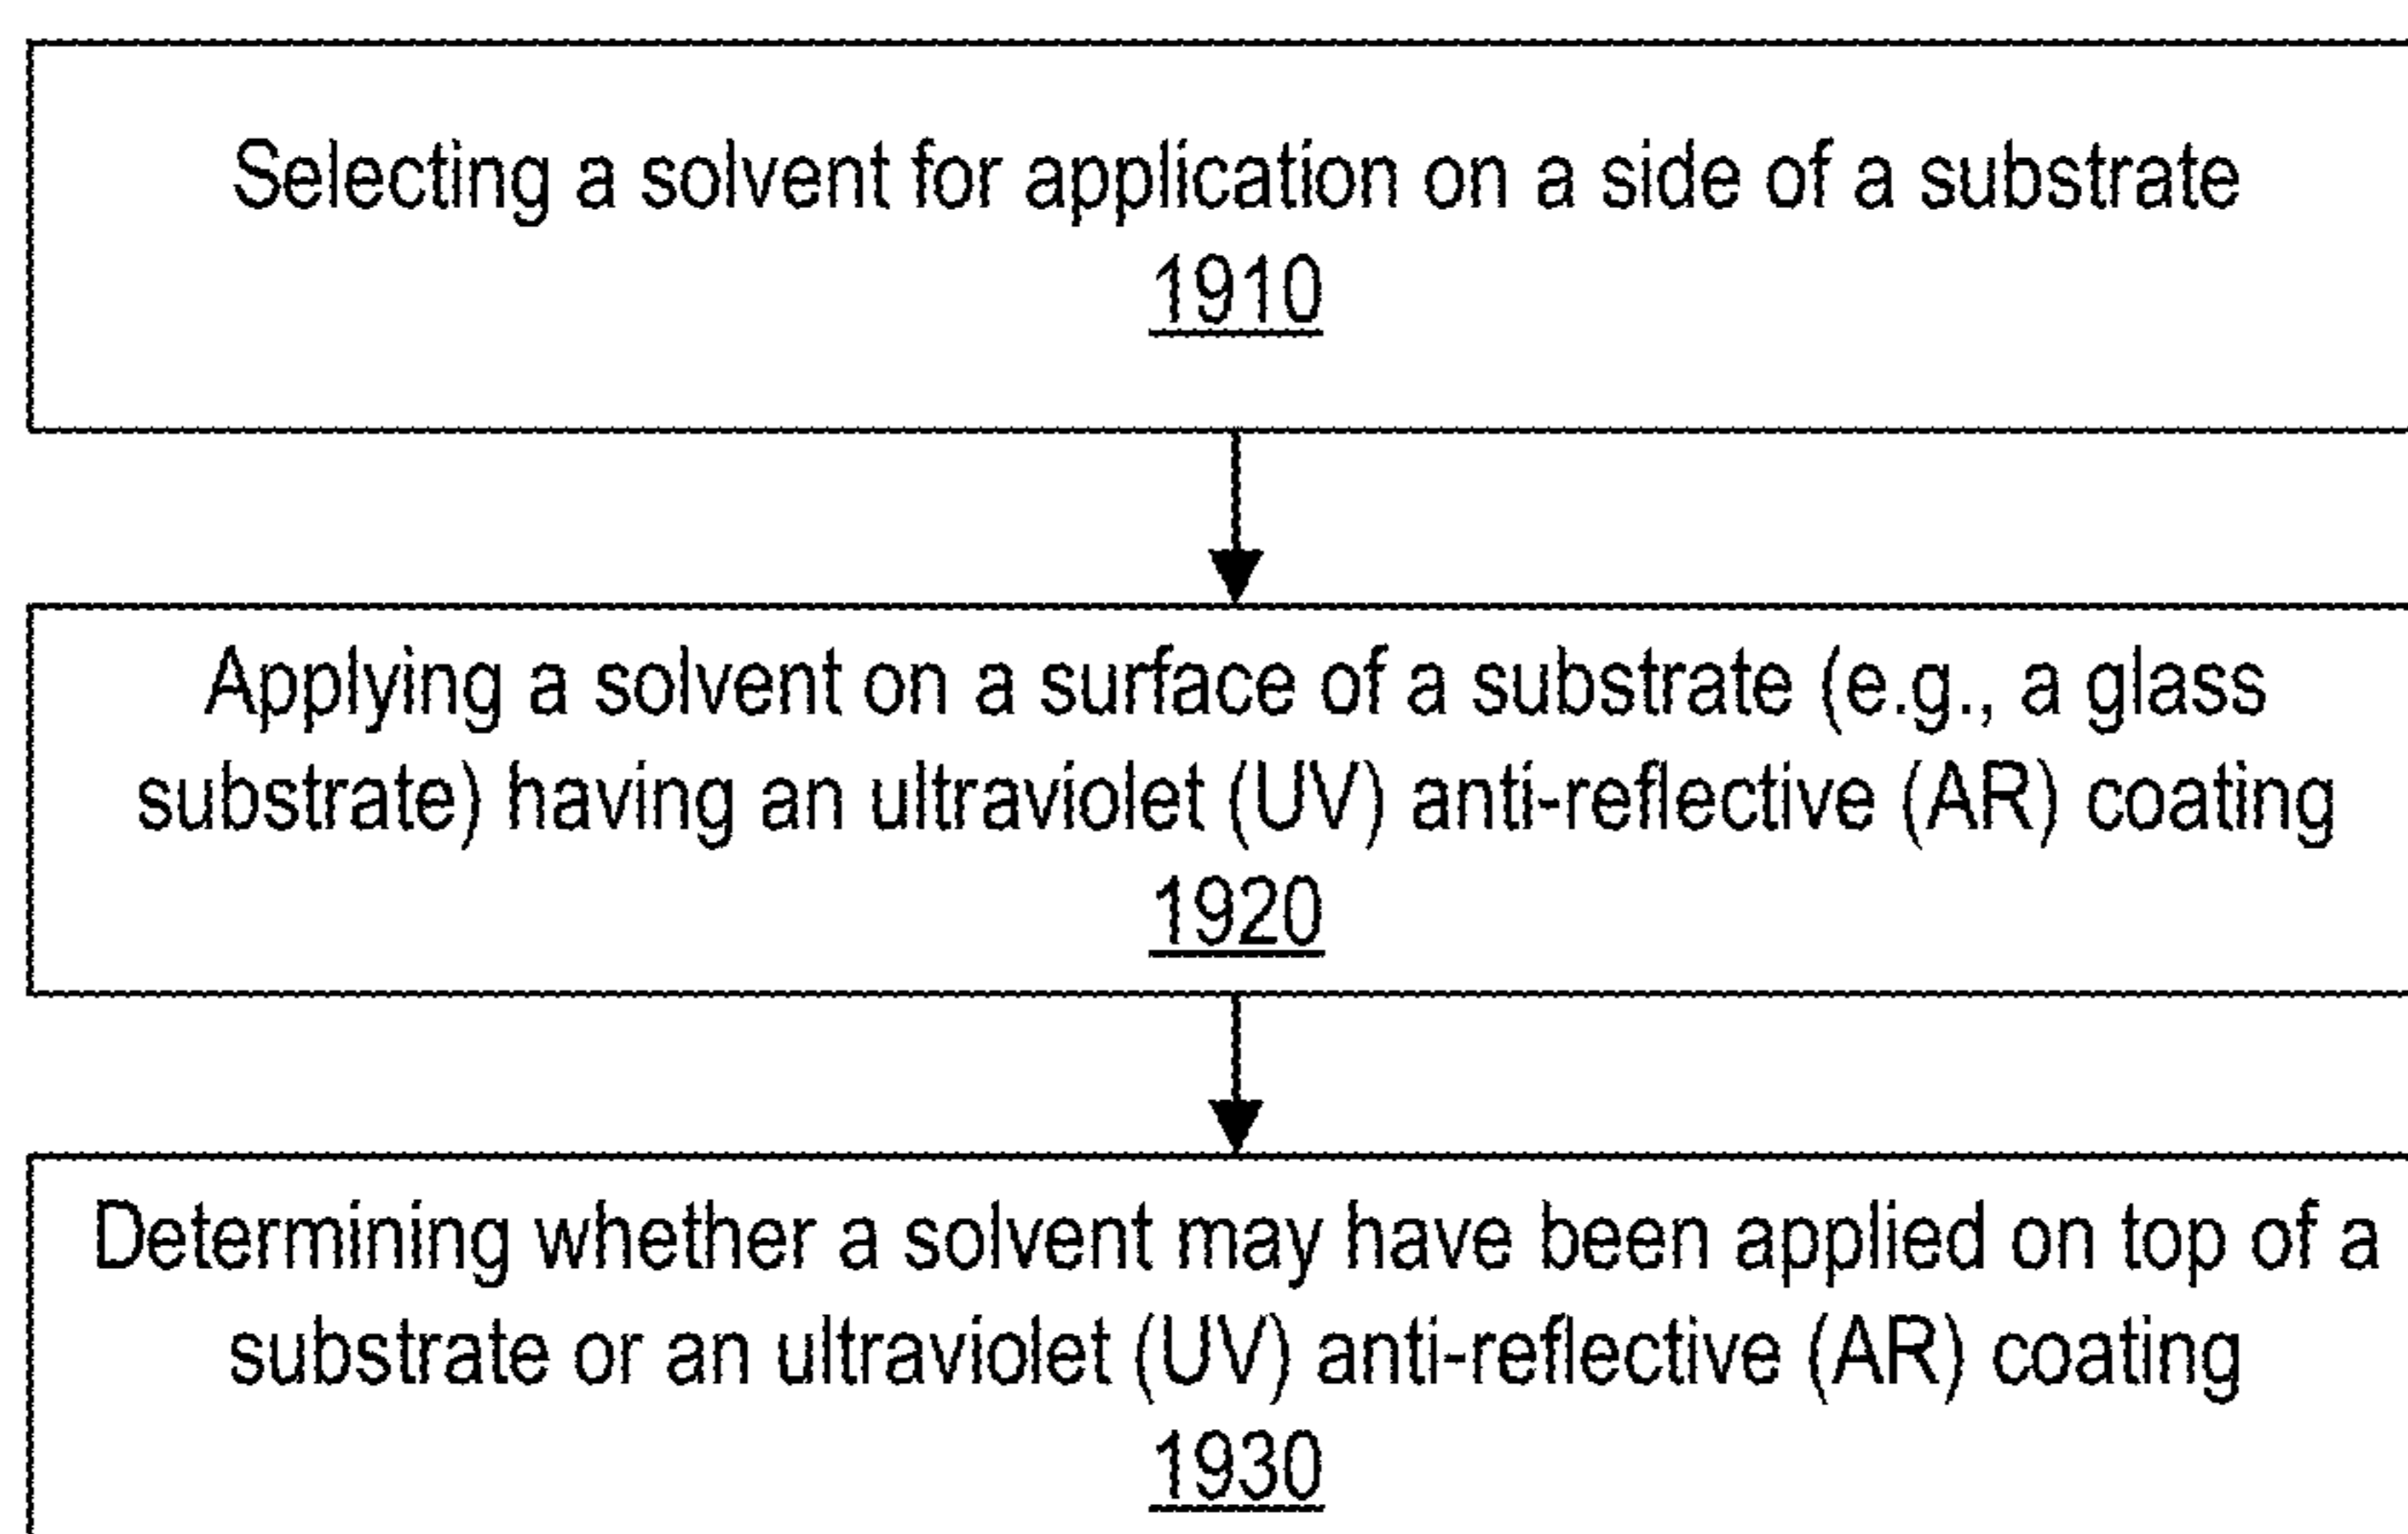 Selecting a solvent for application on a side of a substrate
1910
Applying a solvent on a surface of a substrate (e.g., a glass
substrate) having an ultraviolet (UV) anti-reflective (AR) coating
1920
Determining whether a solvent may have been applied on top of a
substrate or an ultraviolet (UV) anti-reflective (AR) coating
1930